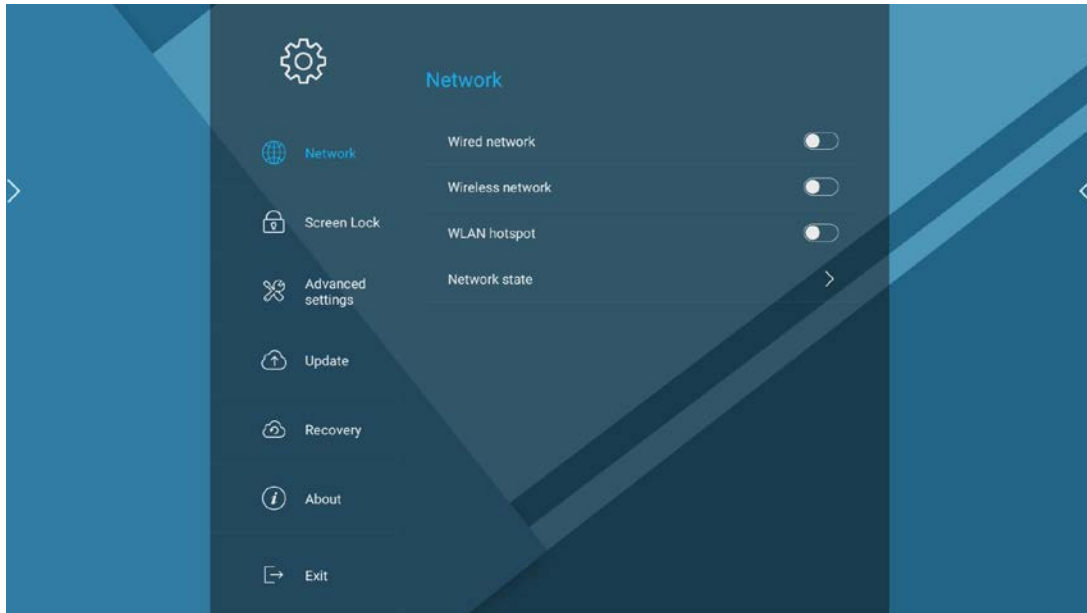 Network
Network
Wired network
Wireless network
Screen Lock
WLAN hotspot
Advanced
settings
Network state
Update
Recovery
About
Exit